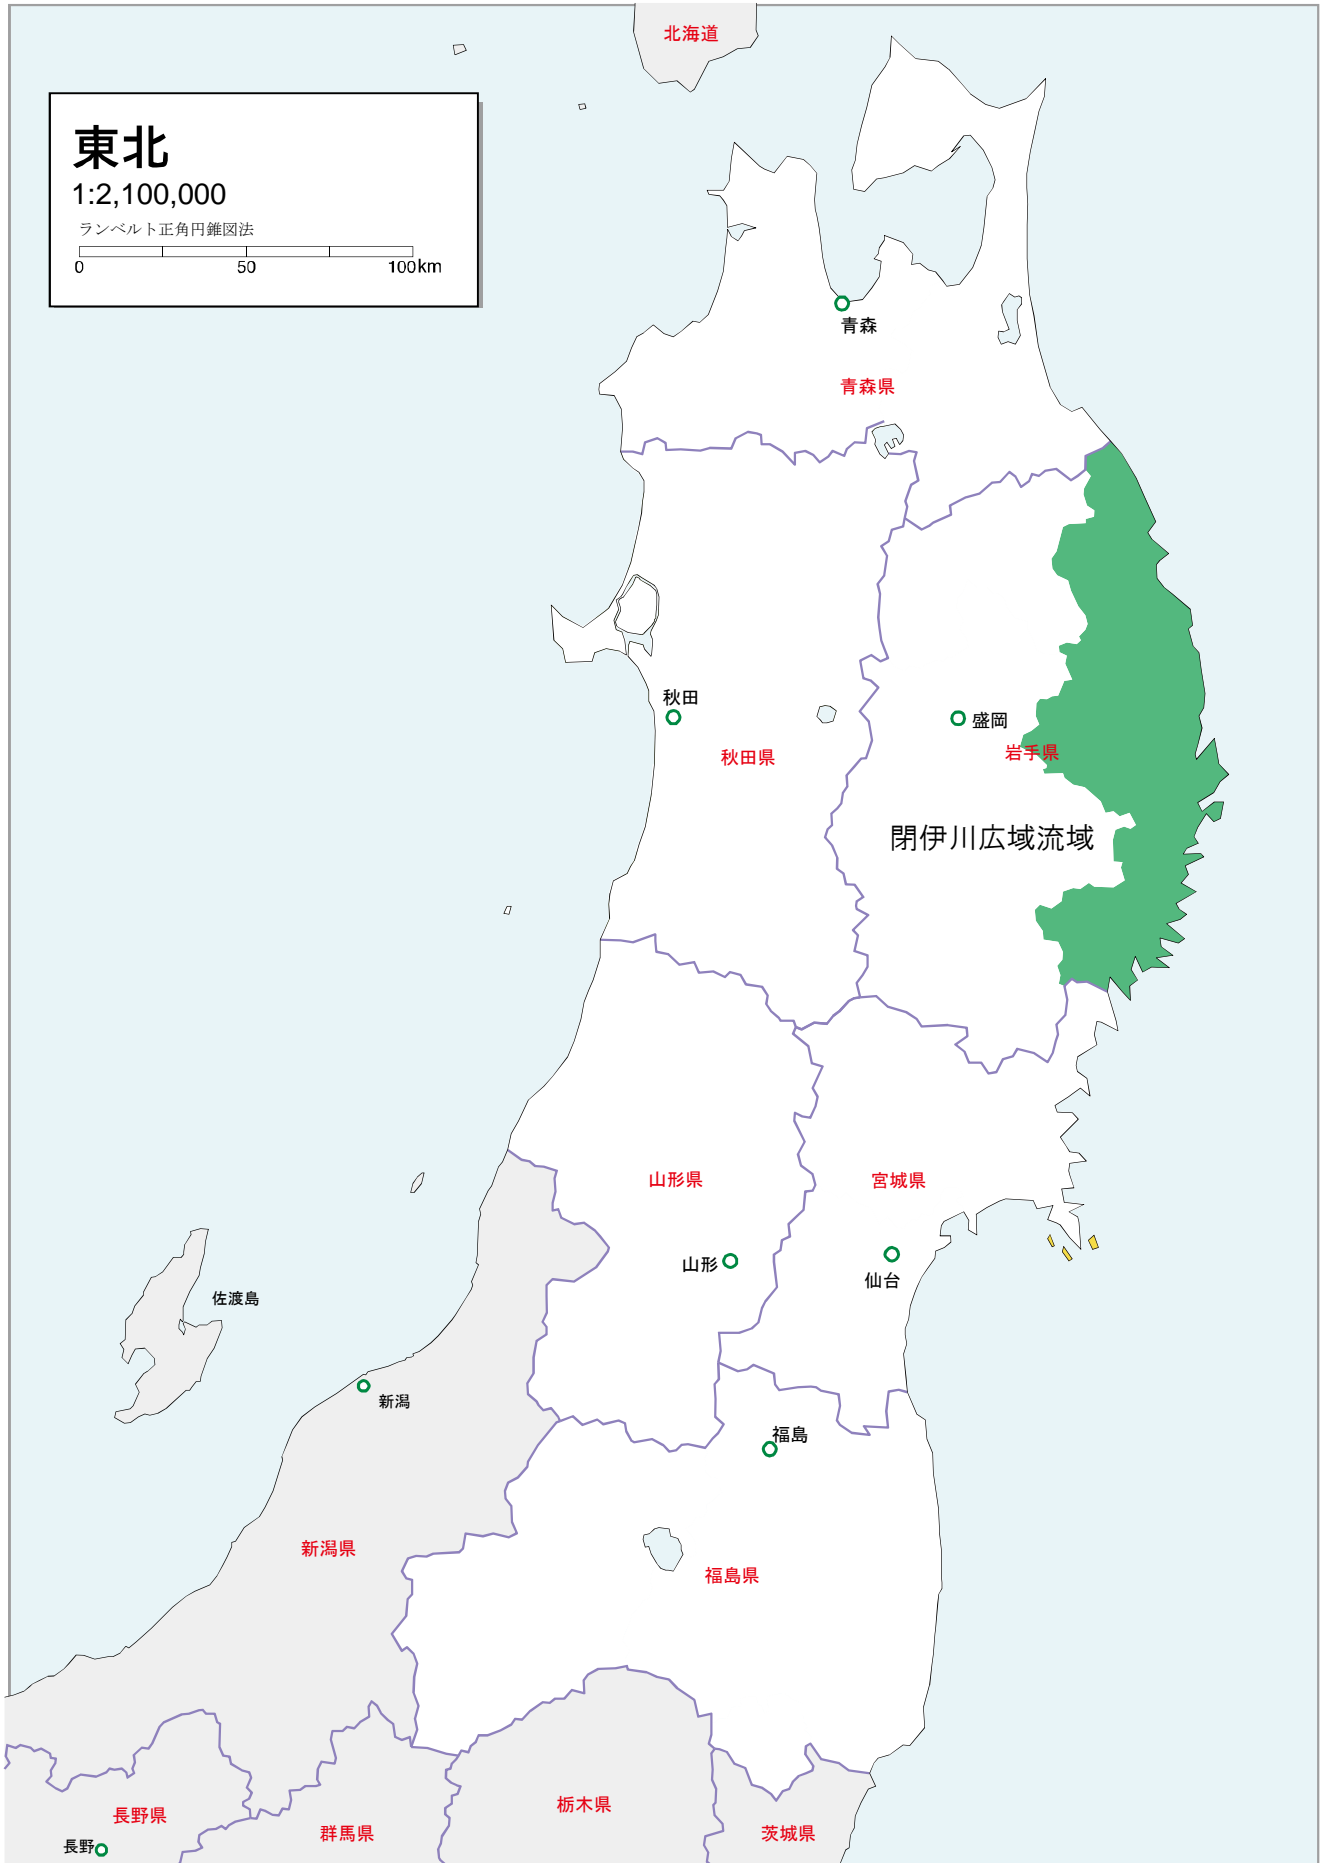 北海道
東北
1:2,100,000
ランベルト正角円錐図法
0 50 100km
青森
青森県
秋田
盛岡
秋田県
岩手県
閉伊川広域流域
山形県
宮城県
山形
仙台
佐渡島
新潟
福島
新潟県
福島県
栃木県
長野県
群馬県
茨城県
長野